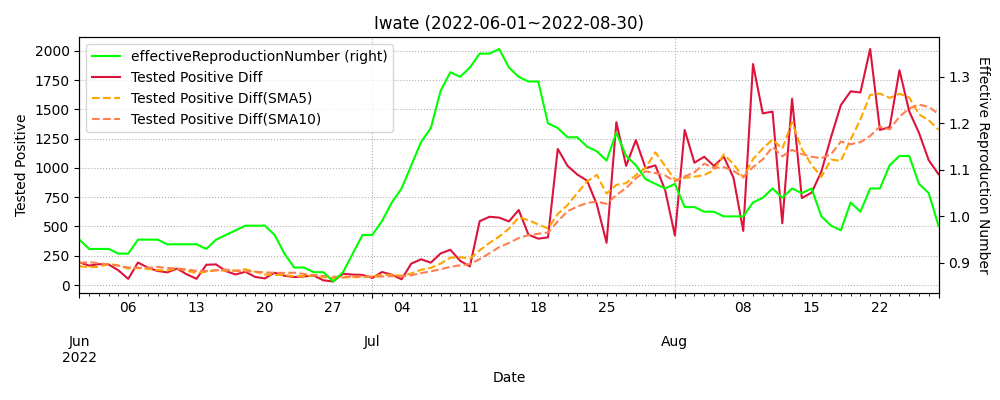 Iwate (2022-06-01~2022-08-30)
effectiveReproductionNumber (right)
Tested Positive Diff
Tested Positive Diff(SMA5)
Tested Positive Diff(SMA10)
Tested Positive
2000
1750
1500
1250
1000
750
500
250
0
1.3
1.2
1.1
1.0
0.9
Effective Reproduction Number
06 13 20 27 04 11 18 25 08 15 22
Jun Jul Aug
2022
Date